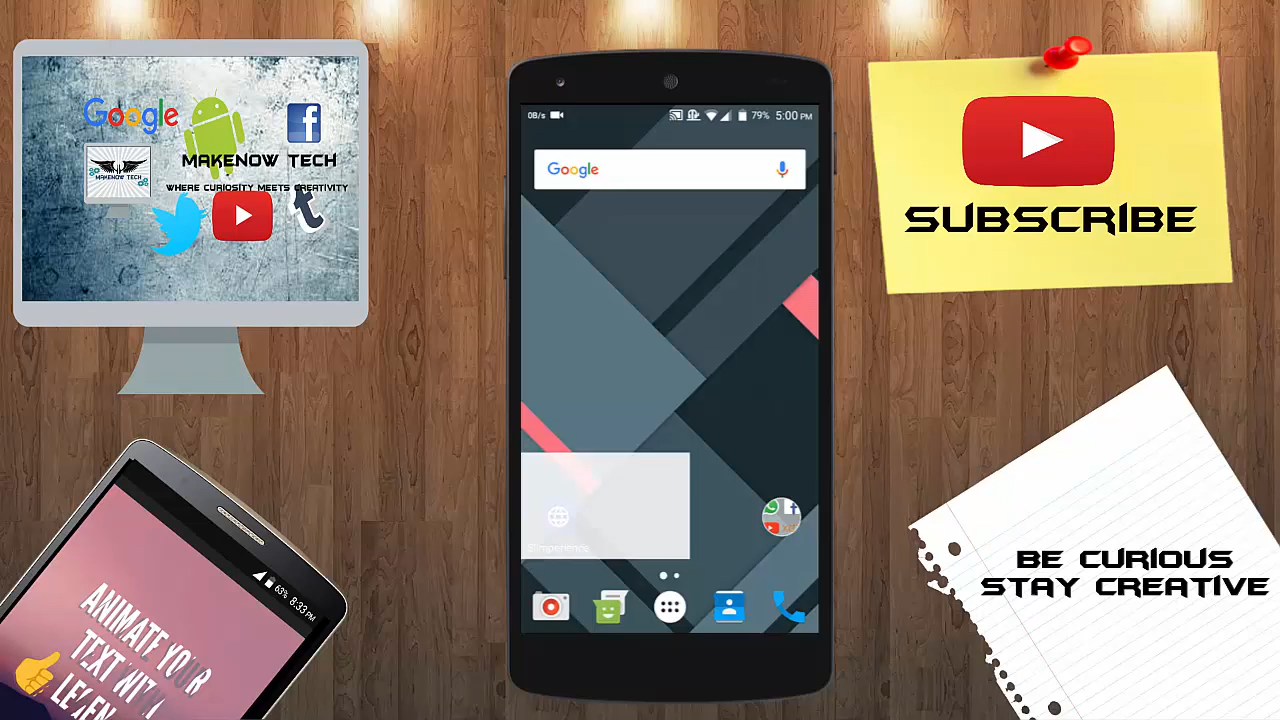 Google
MAKENOW TECH
MAKENOW TECH
WHERE CURIOSITY MEETS CREATIVITY
0B/s
79% 5:00 PM
Google
SUBSCRIBE
63% 8:33 PM
ANIMATE YOUR
TEXT WITH
LEGEND
BE CURIOUS
STAY CREATIVE